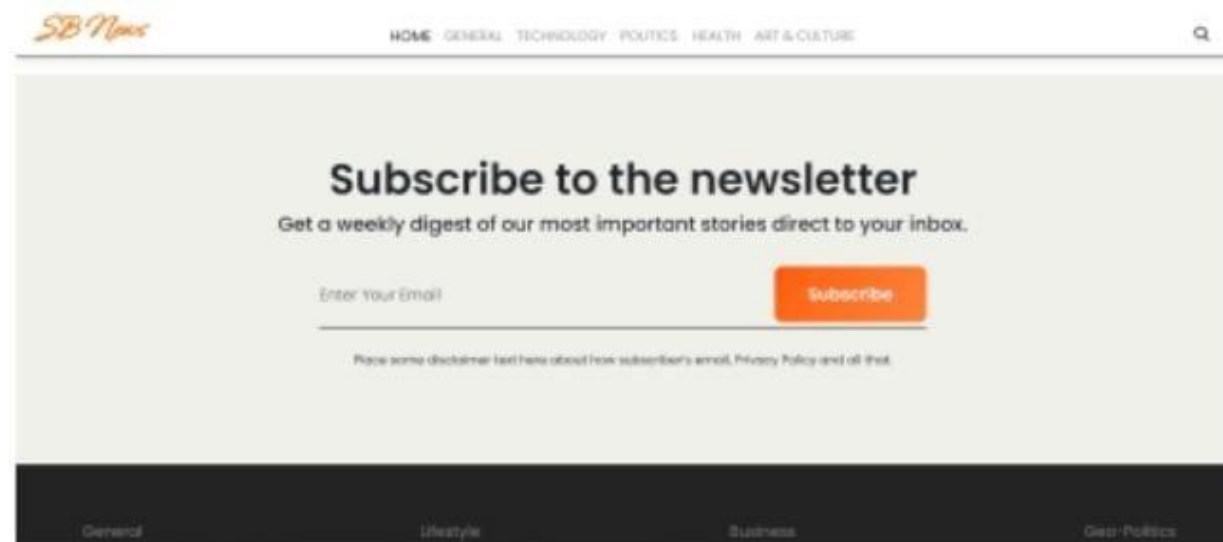 SB News
HOME GENERAL TECHNOLOGY POLITICS HEALTH ART & CULTURE
Subscribe to the newsletter
Get a weekly digest of our most important stories direct to your inbox.
Enter Your Email
Subscribe
Place some disclaimer text here about how subscriber's email, Privacy Policy and all that
General
Lifestyle
Business
Geo-Politics